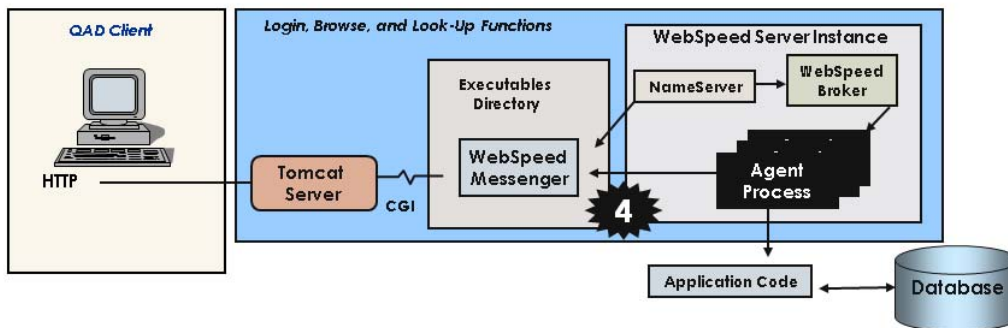 QAD Client
HTTP
Login, Browse, and Look-Up Functions
Tomcat
Server
CGI
Executables
Directory
WebSpeed
Messenger
4
WebSpeed Server Instance
NameServer
WebSpeed
Broker
Agent
Process
Application Code
Database